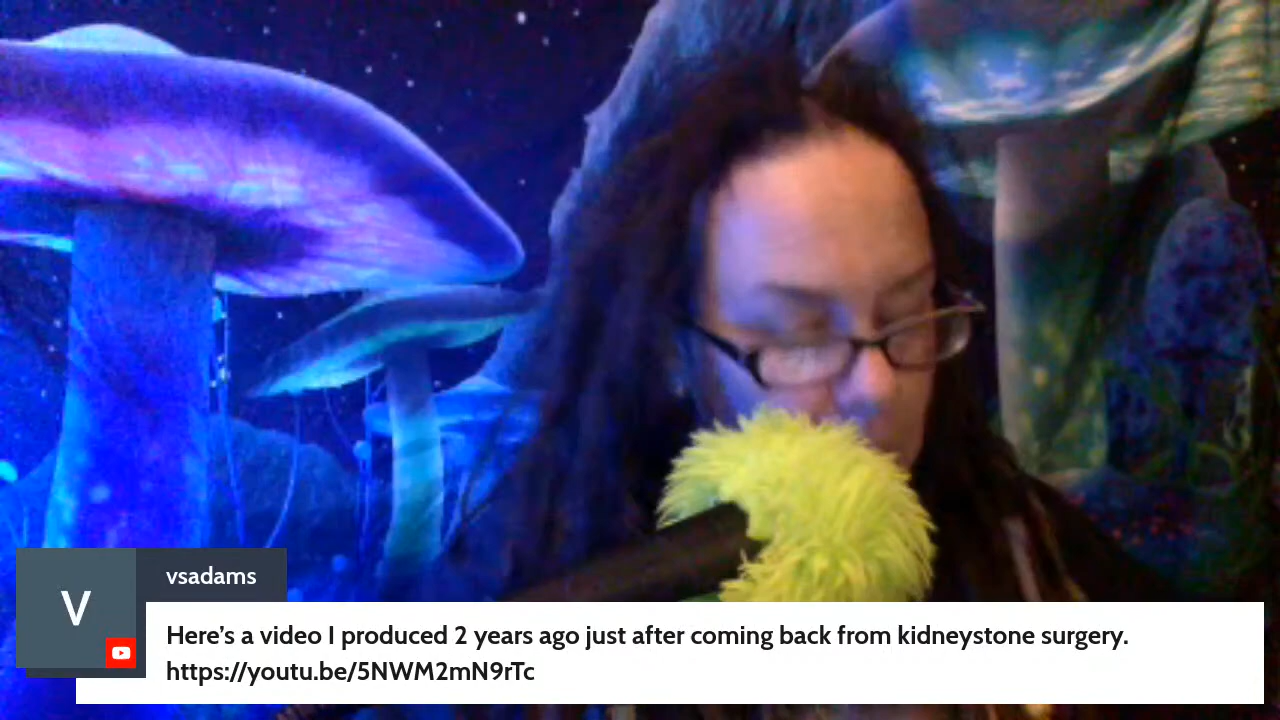 V
vsadams
Here's a video I produced 2 years ago just after coming back from kidneystone surgery.
https://youtu.be/5NWM2mN9rTc